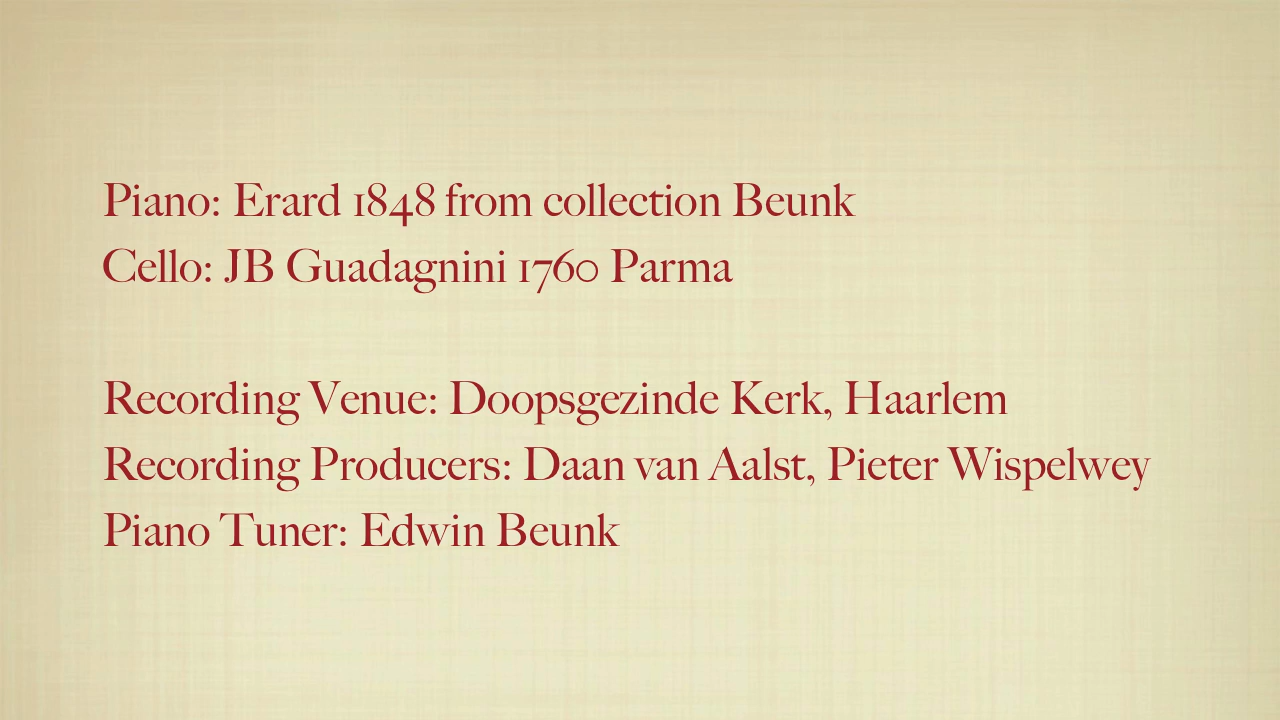 Piano: Erard 1848 from collection Beunk
Cello: JB Guadagnini 1760 Parma
Recording Venue: Doopsgezinde Kerk, Haarlem
Recording Producers: Daan van Aalst, Pieter Wispelwey
Piano Tuner: Edwin Beunk